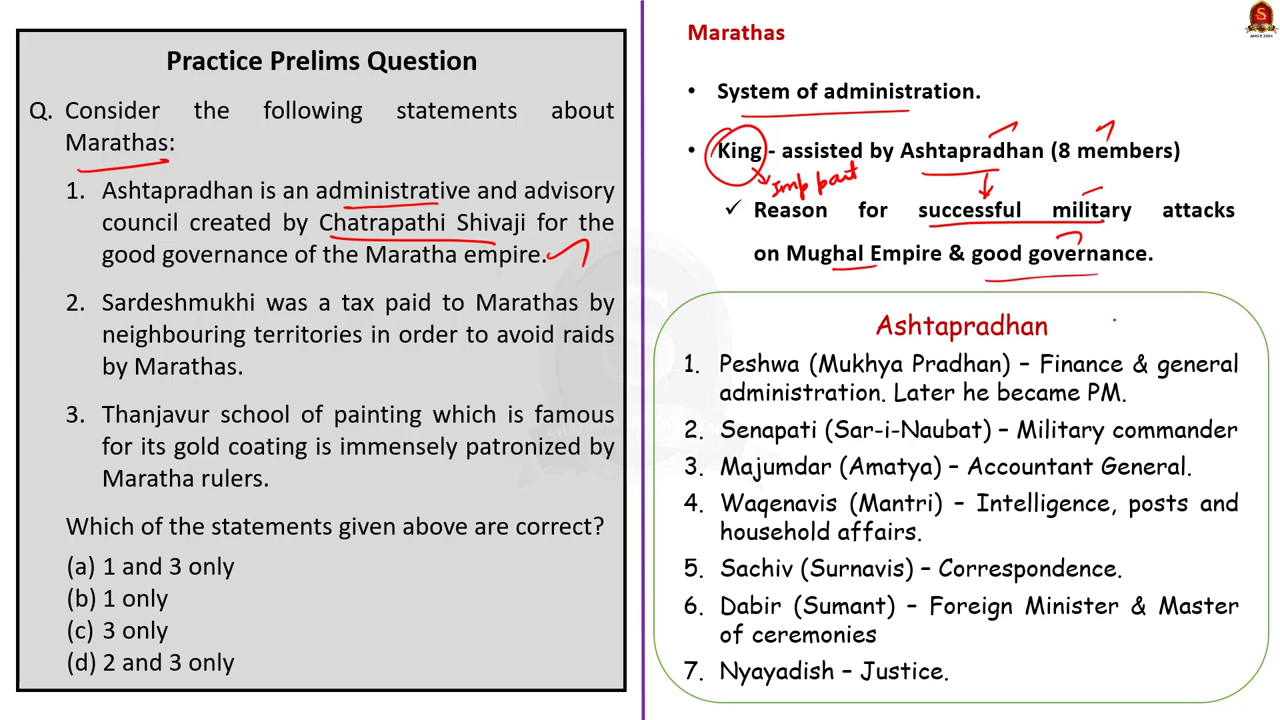 Practice Prelims Question
Q. Consider the following statements about
Marathas:
1. Ashtapradhan is an administrative and advisory
council created by Chatrapathi Shivaji for the
good governance of the Maratha empire.
2. Sardeshmukhi was a tax paid to Marathas by
neighbouring territories in order to avoid raids
by Marathas.
3. Thanjavur school of painting which is famous
for its gold coating is immensely patronized by
Maratha rulers.
Which of the statements given above are correct?
(a) 1 and 3 only
(b) 1 only
(c) 3 only
(d) 2 and 3 only
Marathas
• System of administration.
• King - assisted by Ashtapradhan (8 members)
Imp part
✓ Reason for successful military attacks
on Mughal Empire & good governance.
Ashtapradhan
1. Peshwa (Mukhya Pradhan) – Finance & general
administration. Later he became PM.
2. Senapati (Sar-i-Naubat) – Military commander
3. Majumdar (Amatya) – Accountant General.
4. Waqenavis (Mantri) – Intelligence, posts and
household affairs.
5. Sachiv (Surnavis) – Correspondence.
6. Dabir (Sumant) – Foreign Minister & Master
of ceremonies
7. Nyayadish – Justice.
S
SINCE 2004